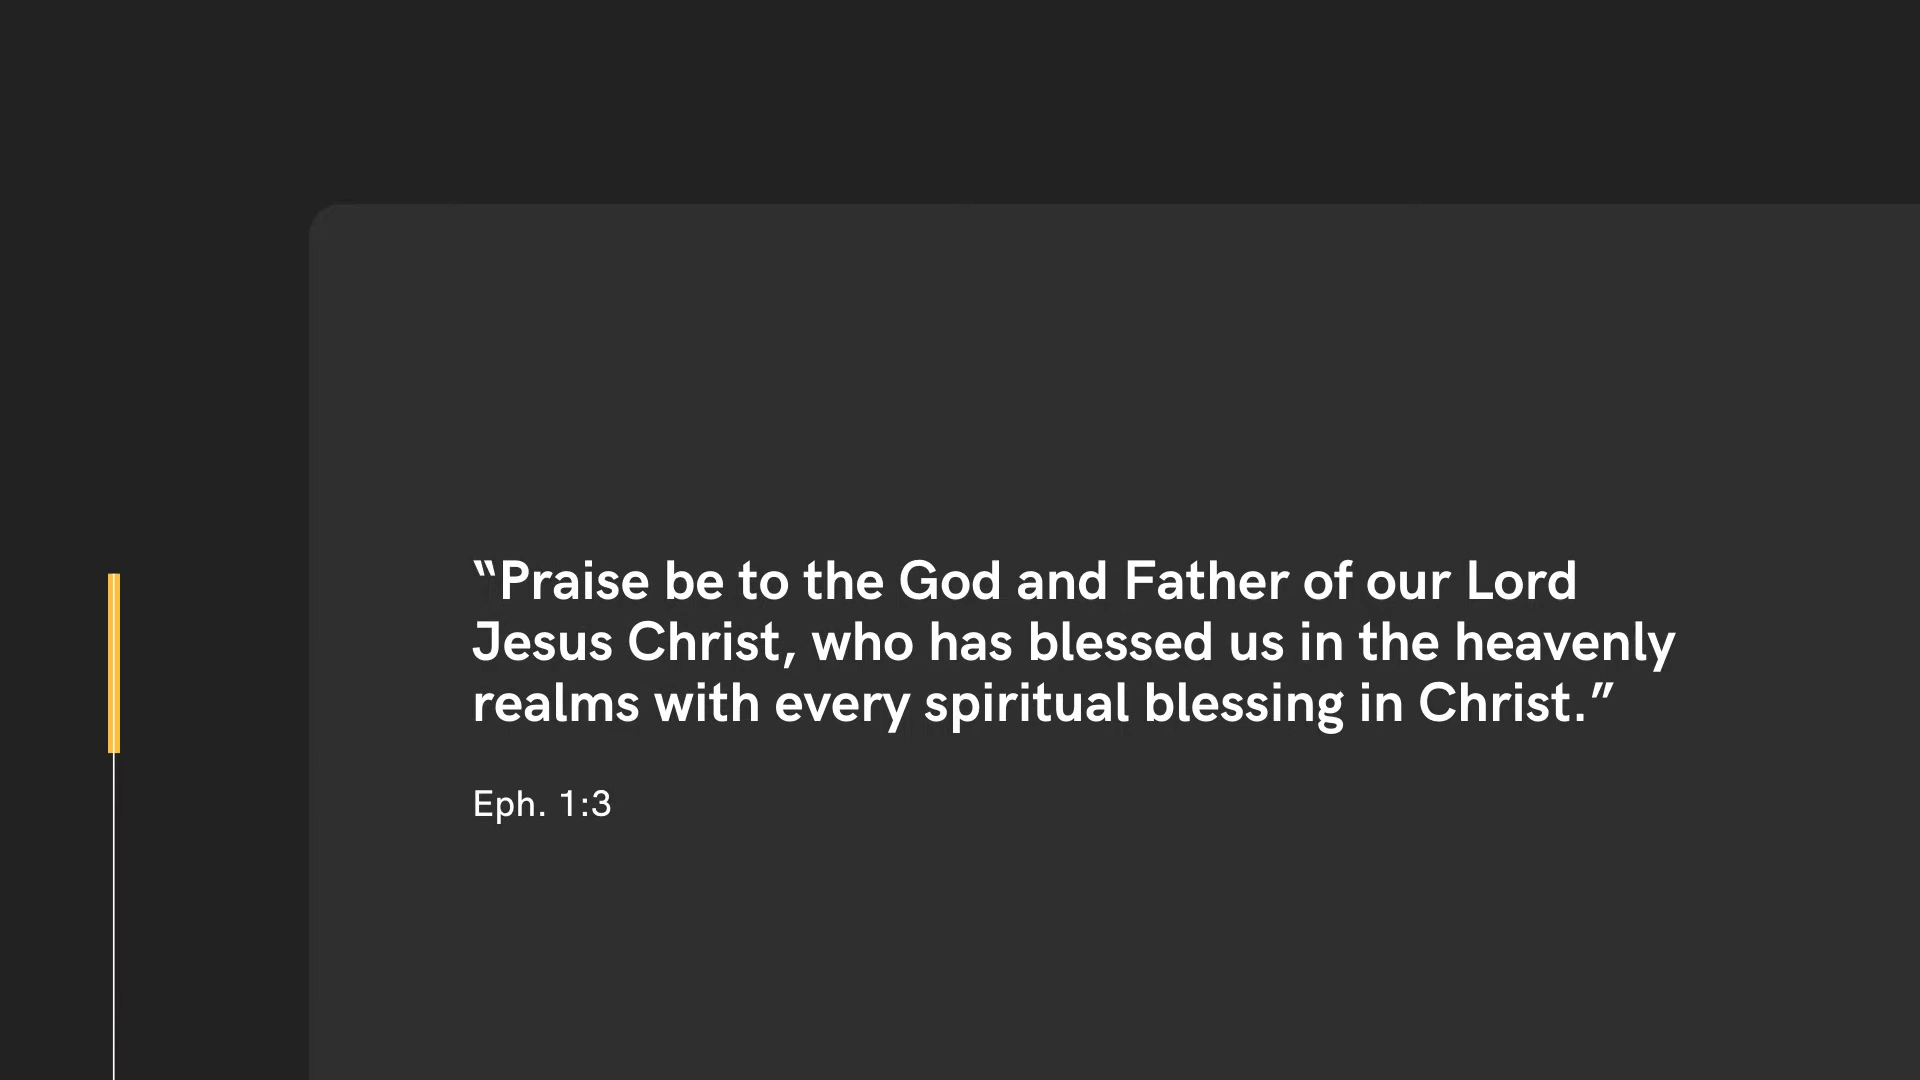 “Praise be to the God and Father of our Lord
Jesus Christ, who has blessed us in the heavenly
realms with every spiritual blessing in Christ.”
Eph. 1:3